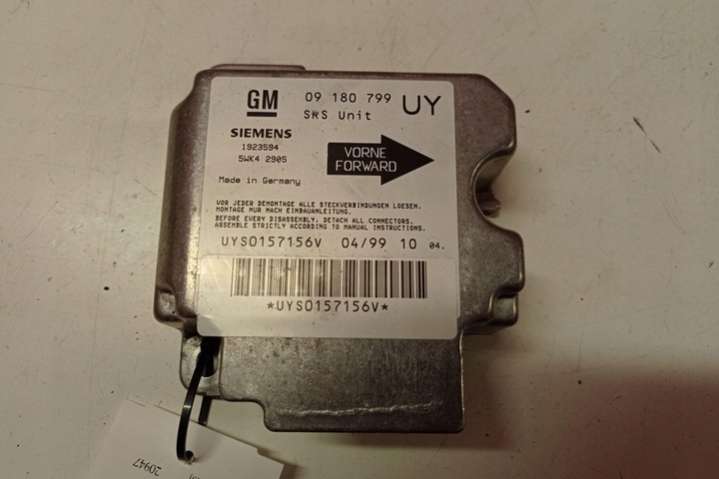 GM 09 180 799 UY
SRS Unit
SIEMENS
1923594
5WK4 2905
VORNE
FORWARD
Made in Germany
VOR JEDER DEMONTAGE ALLE STECKVERBINDUNGEN LOESEN.
MONTAGE NUR NACH EINBAUANLEITUNG.
BEFORE EVERY DISASSEMBLY, DETACH ALL CONNECTORS.
ASSEMBLE STRICTLY ACCORDING TO MANUAL INSTRUCTIONS.
UYS0157156V 04/99 10 04.
*UYS0157156V*
20947